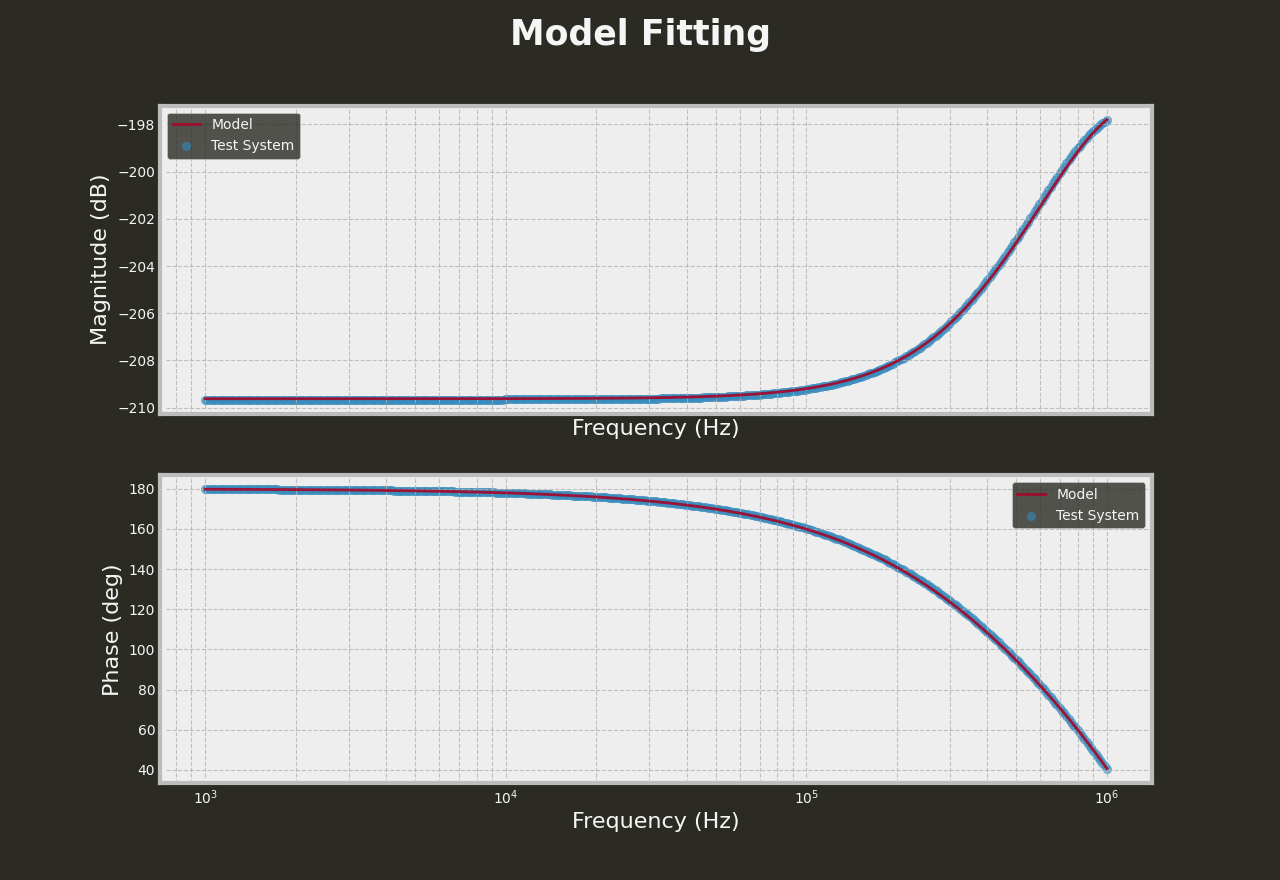 Model Fitting
Model
Test System
Magnitude (dB)
−198
−200
−202
−204
−206
−208
−210
Frequency (Hz)
Model
Test System
Phase (deg)
180
160
140
120
100
80
60
40
10³ 10⁴ 10⁵ 10⁶
Frequency (Hz)